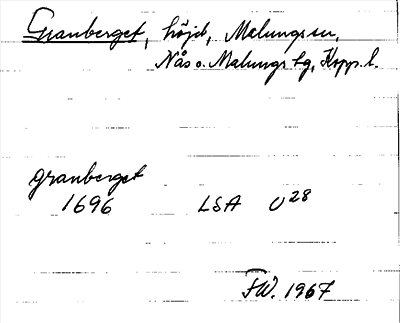 Granberget, höjd, Malungs sn,
Nås o. Malungs tg, Kopp. l.
granberget
1696 LSA U28
FW. 1967